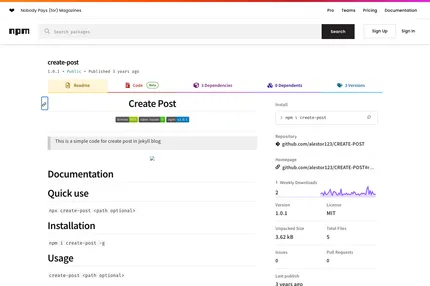 Nobody Pays (for) Magazines
Pro Teams Pricing Documentation
npm
Search packages
Search
Sign Up
Sign In
create-post
1.0.1 • Public • Published 3 years ago
Readme
Code Beta
3 Dependencies
0 Dependents
2 Versions
Create Post
This is a simple code for create post in jekyll blog
Documentation
Quick use
npx create-post <path optional>
Installation
npm i create-post -g
Usage
create-post <path optional>
Install
> npm i create-post
Repository
github.com/alestor123/CREATE-POST
Homepage
github.com/alestor123/CREATE-POST#r…
Weekly Downloads
2
Version
1.0.1
License
MIT
Unpacked Size
3.62 kB
Total Files
5
Issues
0
Pull Requests
0
Last publish
3 years ago